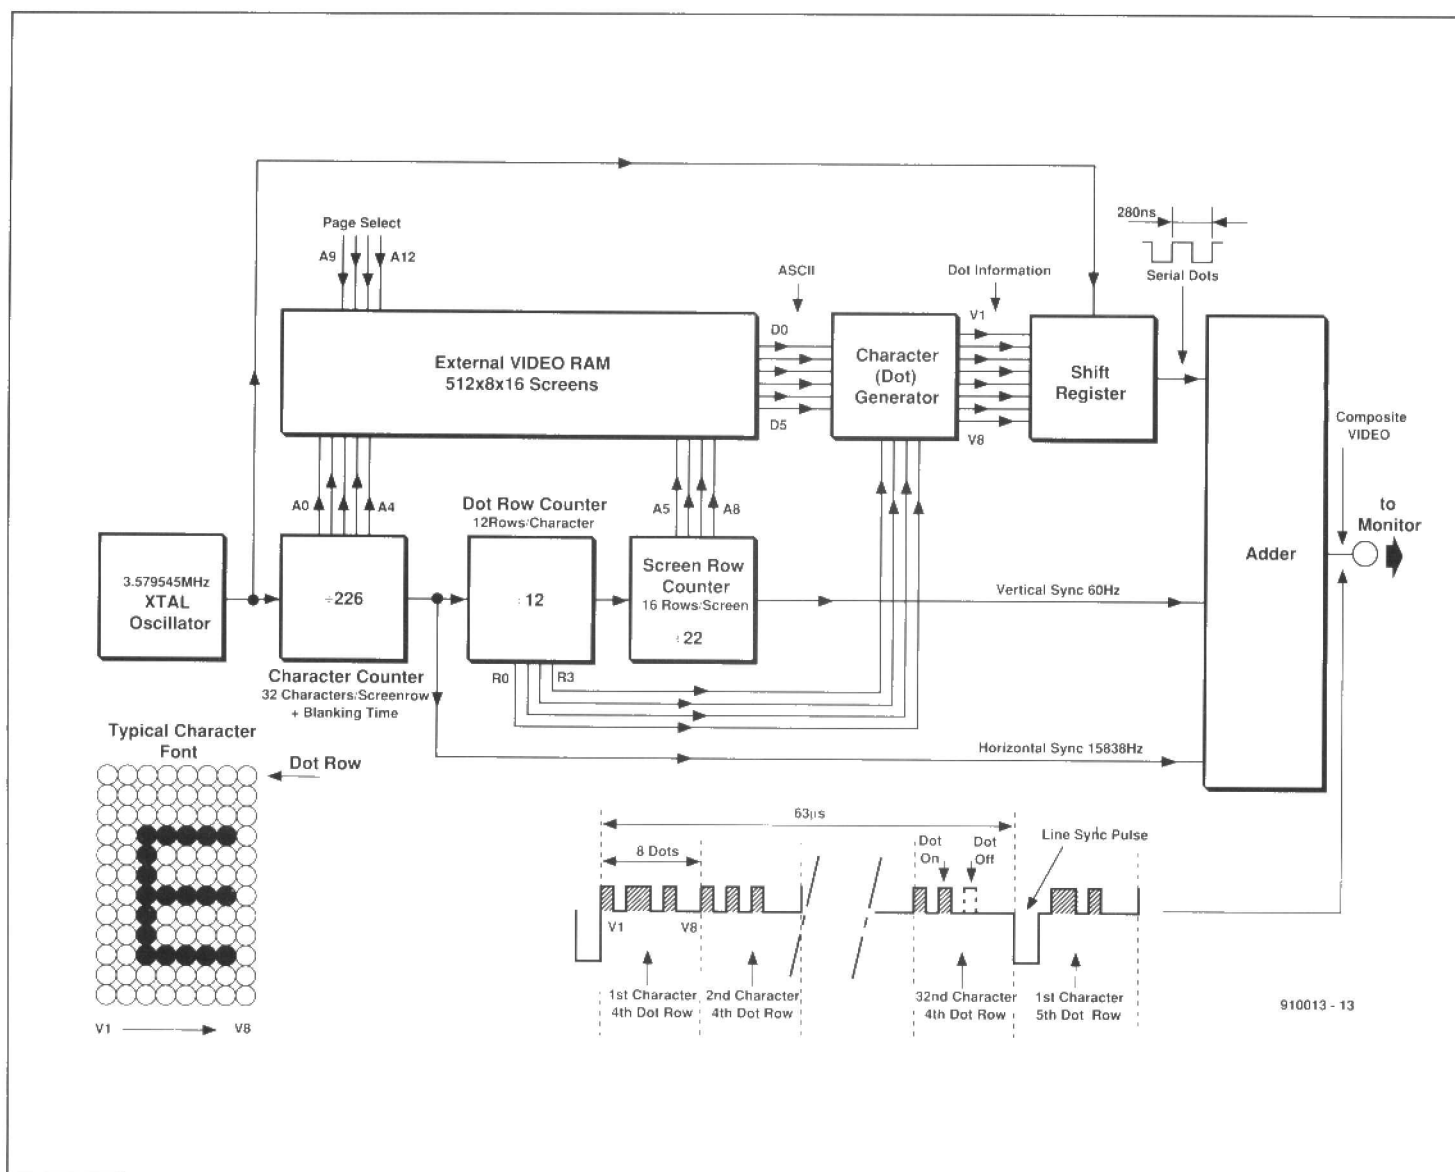 280ns
Page Select
A9
A12
ASCII
Dot Information
Serial Dots
External VIDEO RAM
512x8x16 Screens
D0
D5
Character
(Dot)
Generator
V1
V8
Shift
Register
Composite
VIDEO
to
Monitor
A0
A4
Dot Row Counter
12Rows/Character
A5
A8
3.579545MHz
XTAL
Oscillator
÷226
:12
Screen Row
Counter
16 Rows/Screen
:22
Adder
Vertical Sync 60Hz
Character Counter
32 Characters/Screenrow
+ Blanking Time
R0
R3
Horizontal Sync 15838Hz
Typical Character
Font
Dot Row
V1
V8
63µs
8 Dots
Dot
On
Dot
Off
Line Sync Pulse
V1
V8
1st Character
4th Dot Row
2nd Character
4th Dot Row
32nd Character
4th Dot Row
1st Character
5th Dot Row
910013 - 13